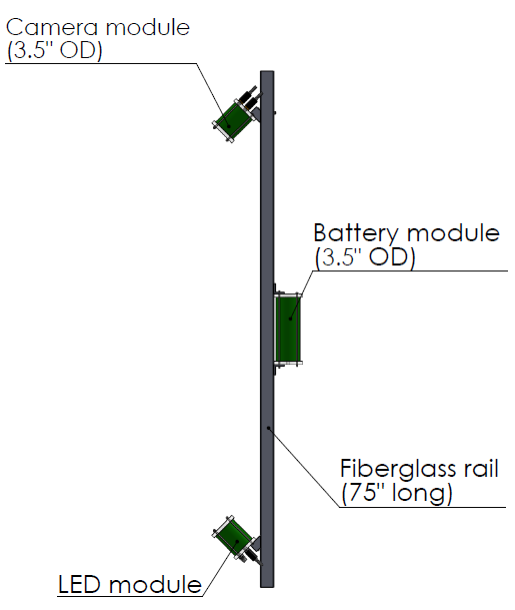 Camera module
(3.5" OD)
Battery module
(3.5" OD)
Fiberglass rail
(75" long)
LED module